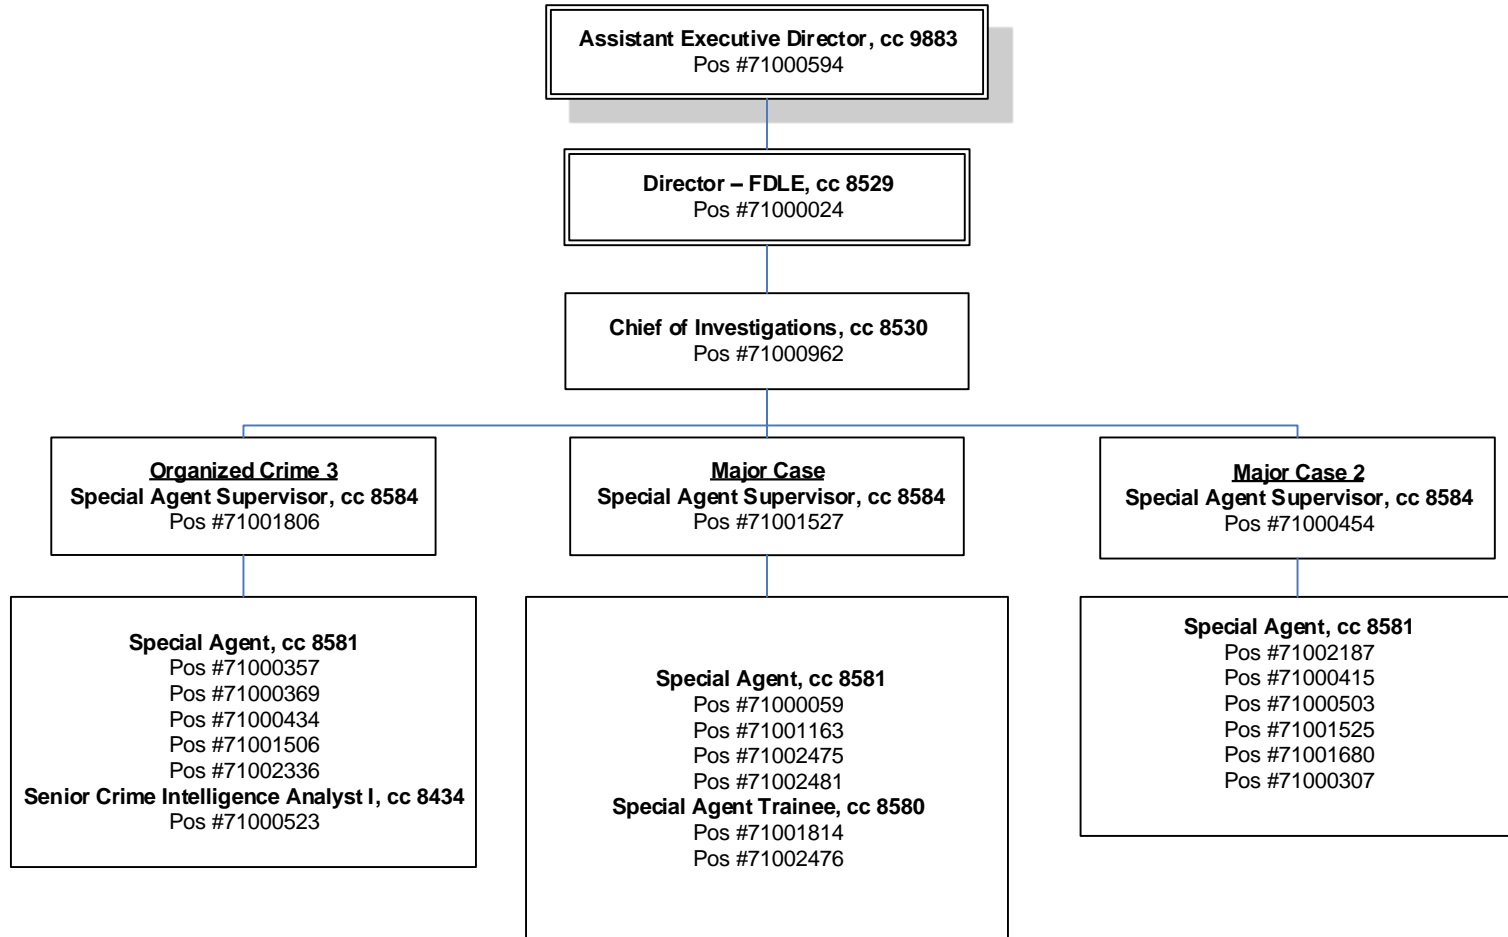 Assistant Executive Director, cc 9883
Pos #71000594
Director – FDLE, cc 8529
Pos #71000024
Chief of Investigations, cc 8530
Pos #71000962
Organized Crime 3
Special Agent Supervisor, cc 8584
Pos #71001806
Major Case
Special Agent Supervisor, cc 8584
Pos #71001527
Major Case 2
Special Agent Supervisor, cc 8584
Pos #71000454
Special Agent, cc 8581
Pos #71000357
Pos #71000369
Pos #71000434
Pos #71001506
Pos #71002336
Senior Crime Intelligence Analyst I, cc 8434
Pos #71000523
Special Agent, cc 8581
Pos #71000059
Pos #71001163
Pos #71002475
Pos #71002481
Special Agent Trainee, cc 8580
Pos #71001814
Pos #71002476
Special Agent, cc 8581
Pos #71002187
Pos #71000415
Pos #71000503
Pos #71001525
Pos #71001680
Pos #71000307